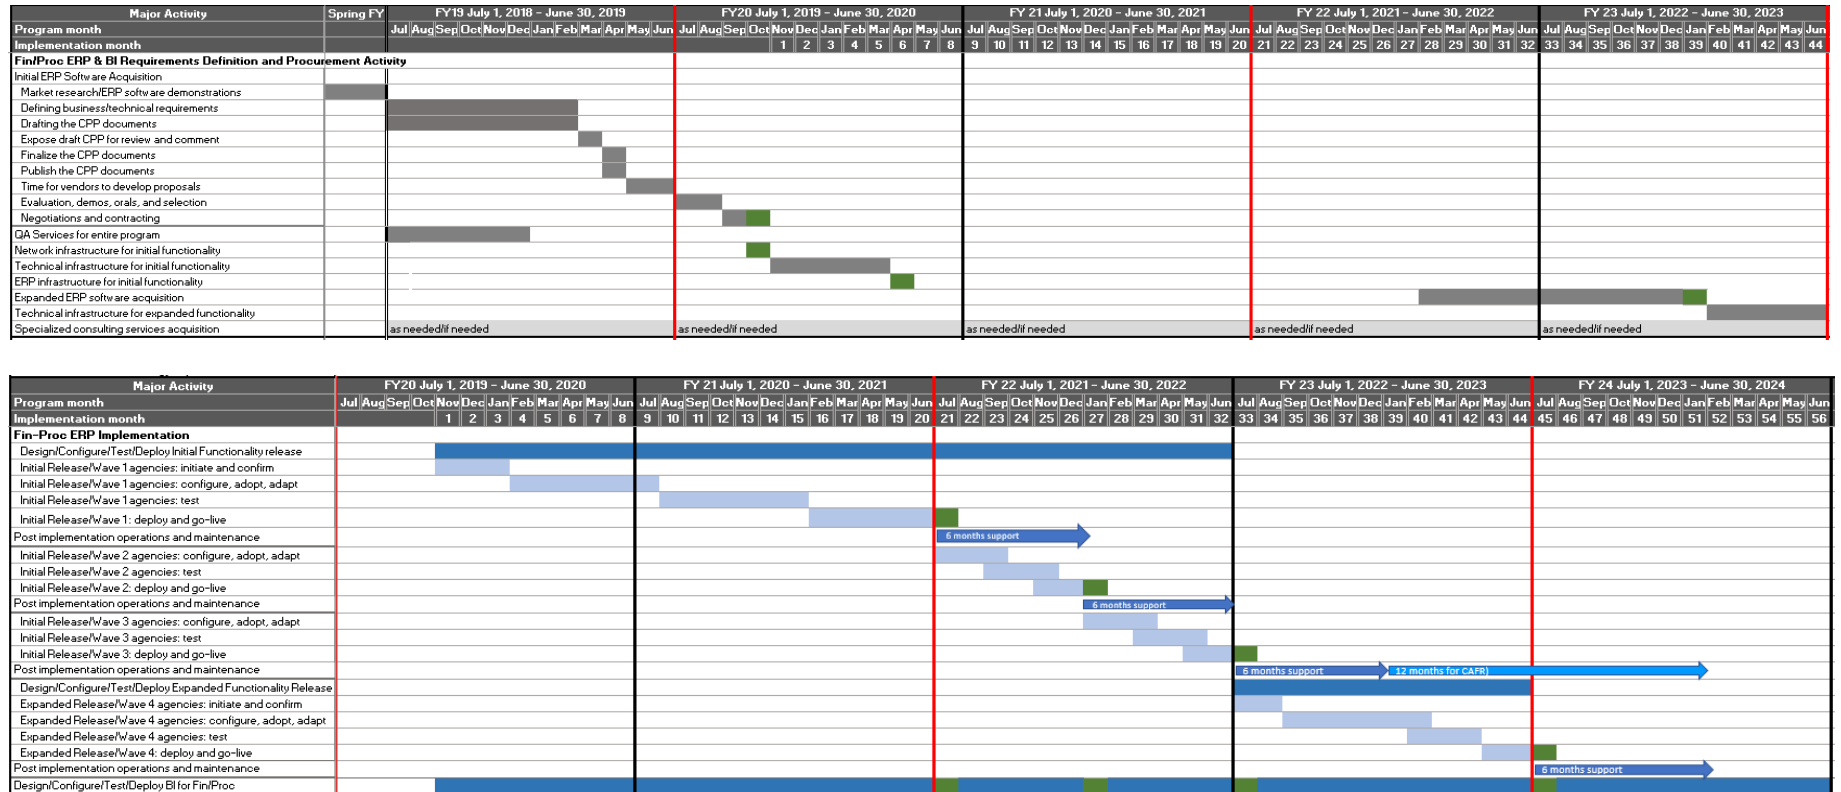 Major Activity Spring FY FY19 July 1, 2018 - June 30, 2019 FY20 July 1, 2019 - June 30, 2020 FY 21 July 1, 2020 - June 30, 2021 FY 22 July 1, 2021 - June 30, 2022 FY 23 July 1, 2022 - June 30, 2023
Program month Jul Aug Sep Oct Nov Dec Jan Feb Mar Apr May Jun Jul Aug Sep Oct Nov Dec Jan Feb Mar Apr May Jun Jul Aug Sep Oct Nov Dec Jan Feb Mar Apr May Jun Jul Aug Sep Oct Nov Dec Jan Feb Mar Apr May Jun Jul Aug Sep Oct Nov Dec Jan Feb Mar Apr May Jun
Implementation month 1 2 3 4 5 6 7 8 9 10 11 12 13 14 15 16 17 18 19 20 21 22 23 24 25 26 27 28 29 30 31 32 33 34 35 36 37 38 39 40 41 42 43 44
Fin/Proc ERP & BI Requirements Definition and Procurement Activity
Initial ERP Software Acquisition
Market research/ERP software demonstrations
Defining business/technical requirements
Drafting the CPP documents
Expose draft CPP for review and comment
Finalize the CPP documents
Publish the CPP documents
Time for vendors to develop proposals
Evaluation, demos, orals, and selection
Negotiations and contracting
QA Services for entire program
Network infrastructure for initial functionality
Technical infrastructure for initial functionality
ERP infrastructure for initial functionality
Expanded ERP software acquisition
Technical infrastructure for expanded functionality
Specialized consulting services acquisition as needed/if needed as needed/if needed as needed/if needed as needed/if needed as needed/if needed
Major Activity FY20 July 1, 2019 - June 30, 2020 FY 21 July 1, 2020 - June 30, 2021 FY 22 July 1, 2021 - June 30, 2022 FY 23 July 1, 2022 - June 30, 2023 FY 24 July 1, 2023 - June 30, 2024
Program month Jul Aug Sep Oct Nov Dec Jan Feb Mar Apr May Jun Jul Aug Sep Oct Nov Dec Jan Feb Mar Apr May Jun Jul Aug Sep Oct Nov Dec Jan Feb Mar Apr May Jun Jul Aug Sep Oct Nov Dec Jan Feb Mar Apr May Jun Jul Aug Sep Oct Nov Dec Jan Feb Mar Apr May Jun
Implementation month 1 2 3 4 5 6 7 8 9 10 11 12 13 14 15 16 17 18 19 20 21 22 23 24 25 26 27 28 29 30 31 32 33 34 35 36 37 38 39 40 41 42 43 44 45 46 47 48 49 50 51 52 53 54 55 56
Fin-Proc ERP Implementation
Design/Configure/Test/Deploy Initial Functionality release
Initial Release/Wave 1 agencies: initiate and confirm
Initial Release/Wave 1 agencies: configure, adopt, adapt
Initial Release/Wave 1 agencies: test
Initial Release/Wave 1: deploy and go-live
Post implementation operations and maintenance 6 months support
Initial Release/Wave 2 agencies: configure, adopt, adapt
Initial Release/Wave 2 agencies: test
Initial Release/Wave 2: deploy and go-live
Post implementation operations and maintenance 6 months support
Initial Release/Wave 3 agencies: configure, adopt, adapt
Initial Release/Wave 3 agencies: test
Initial Release/Wave 3: deploy and go-live
Post implementation operations and maintenance 6 months support 12 months for CAFR)
Design/Configure/Test/Deploy Expanded Functionality Release
Expanded Release/Wave 4 agencies: initiate and confirm
Expanded Release/Wave 4 agencies: configure, adopt, adapt
Expanded Release/Wave 4 agencies: test
Expanded Release/Wave 4: deploy and go-live
Post implementation operations and maintenance 6 months support
Design/Configure/Test/Deploy BI for Fin/Proc